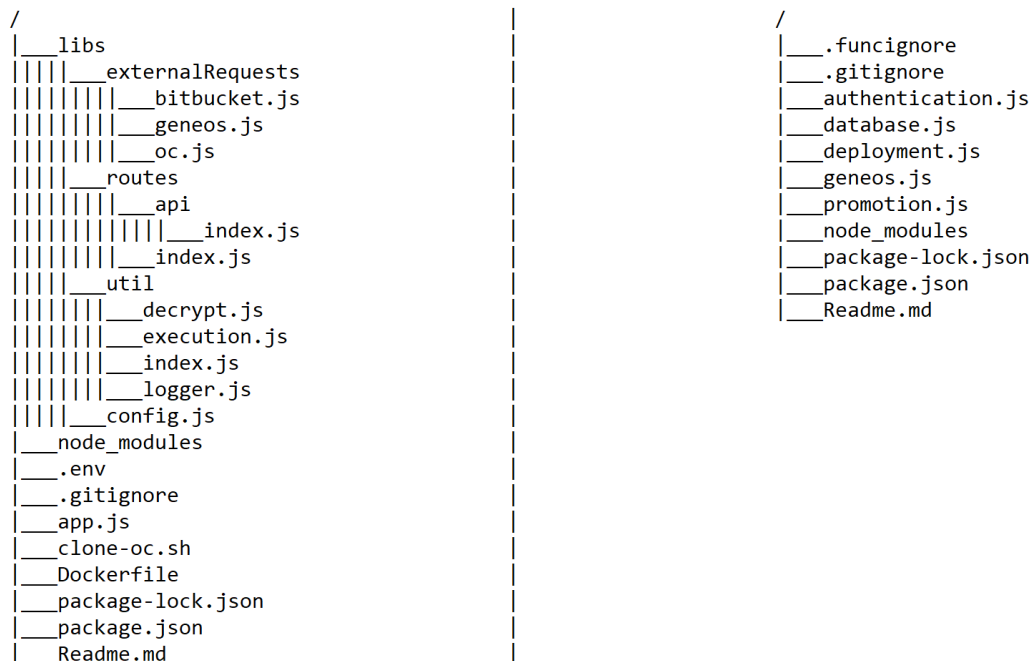 / | /
|___libs | |___.funcignore
|||||___externalRequests | |___.gitignore
|||||||||___bitbucket.js | |___authentication.js
|||||||||___geneos.js | |___database.js
|||||||||___oc.js | |___deployment.js
|||||___routes | |___geneos.js
|||||||||___api | |___promotion.js
|||||||||||||___index.js | |___node_modules
|||||||||___index.js | |___package-lock.json
|||||___util | |___package.json
||||||||___decrypt.js | |___Readme.md
||||||||___execution.js |
||||||||___index.js |
||||||||___logger.js |
|||||___config.js |
|___node_modules |
|___.env |
|___.gitignore |
|___app.js |
|___clone-oc.sh |
|___Dockerfile |
|___package-lock.json |
|___package.json |
|___Readme.md |